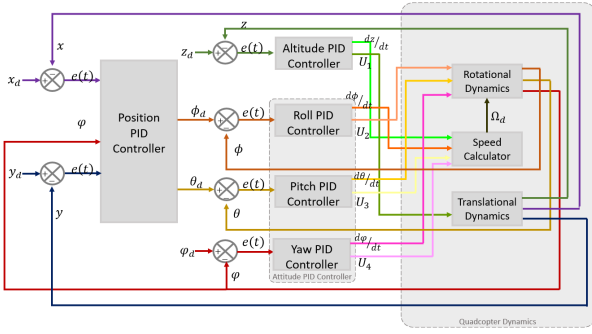 x
z
z_d
e(t)
Altitude PID
Controller
dz/dt
U_1
x_d
e(t)
Position
PID
Controller
φ_d
e(t)
Roll PID
Controller
dϕ/dt
U_2
Rotational
Dynamics
Ω_d
φ
ϕ
Speed
Calculator
y_d
e(t)
y
θ_d
e(t)
θ
Pitch PID
Controller
dθ/dt
U_3
Translational
Dynamics
φ_d
e(t)
φ
Yaw PID
Controller
dφ/dt
U_4
Attitude PID Controller
Quadcopter Dynamics